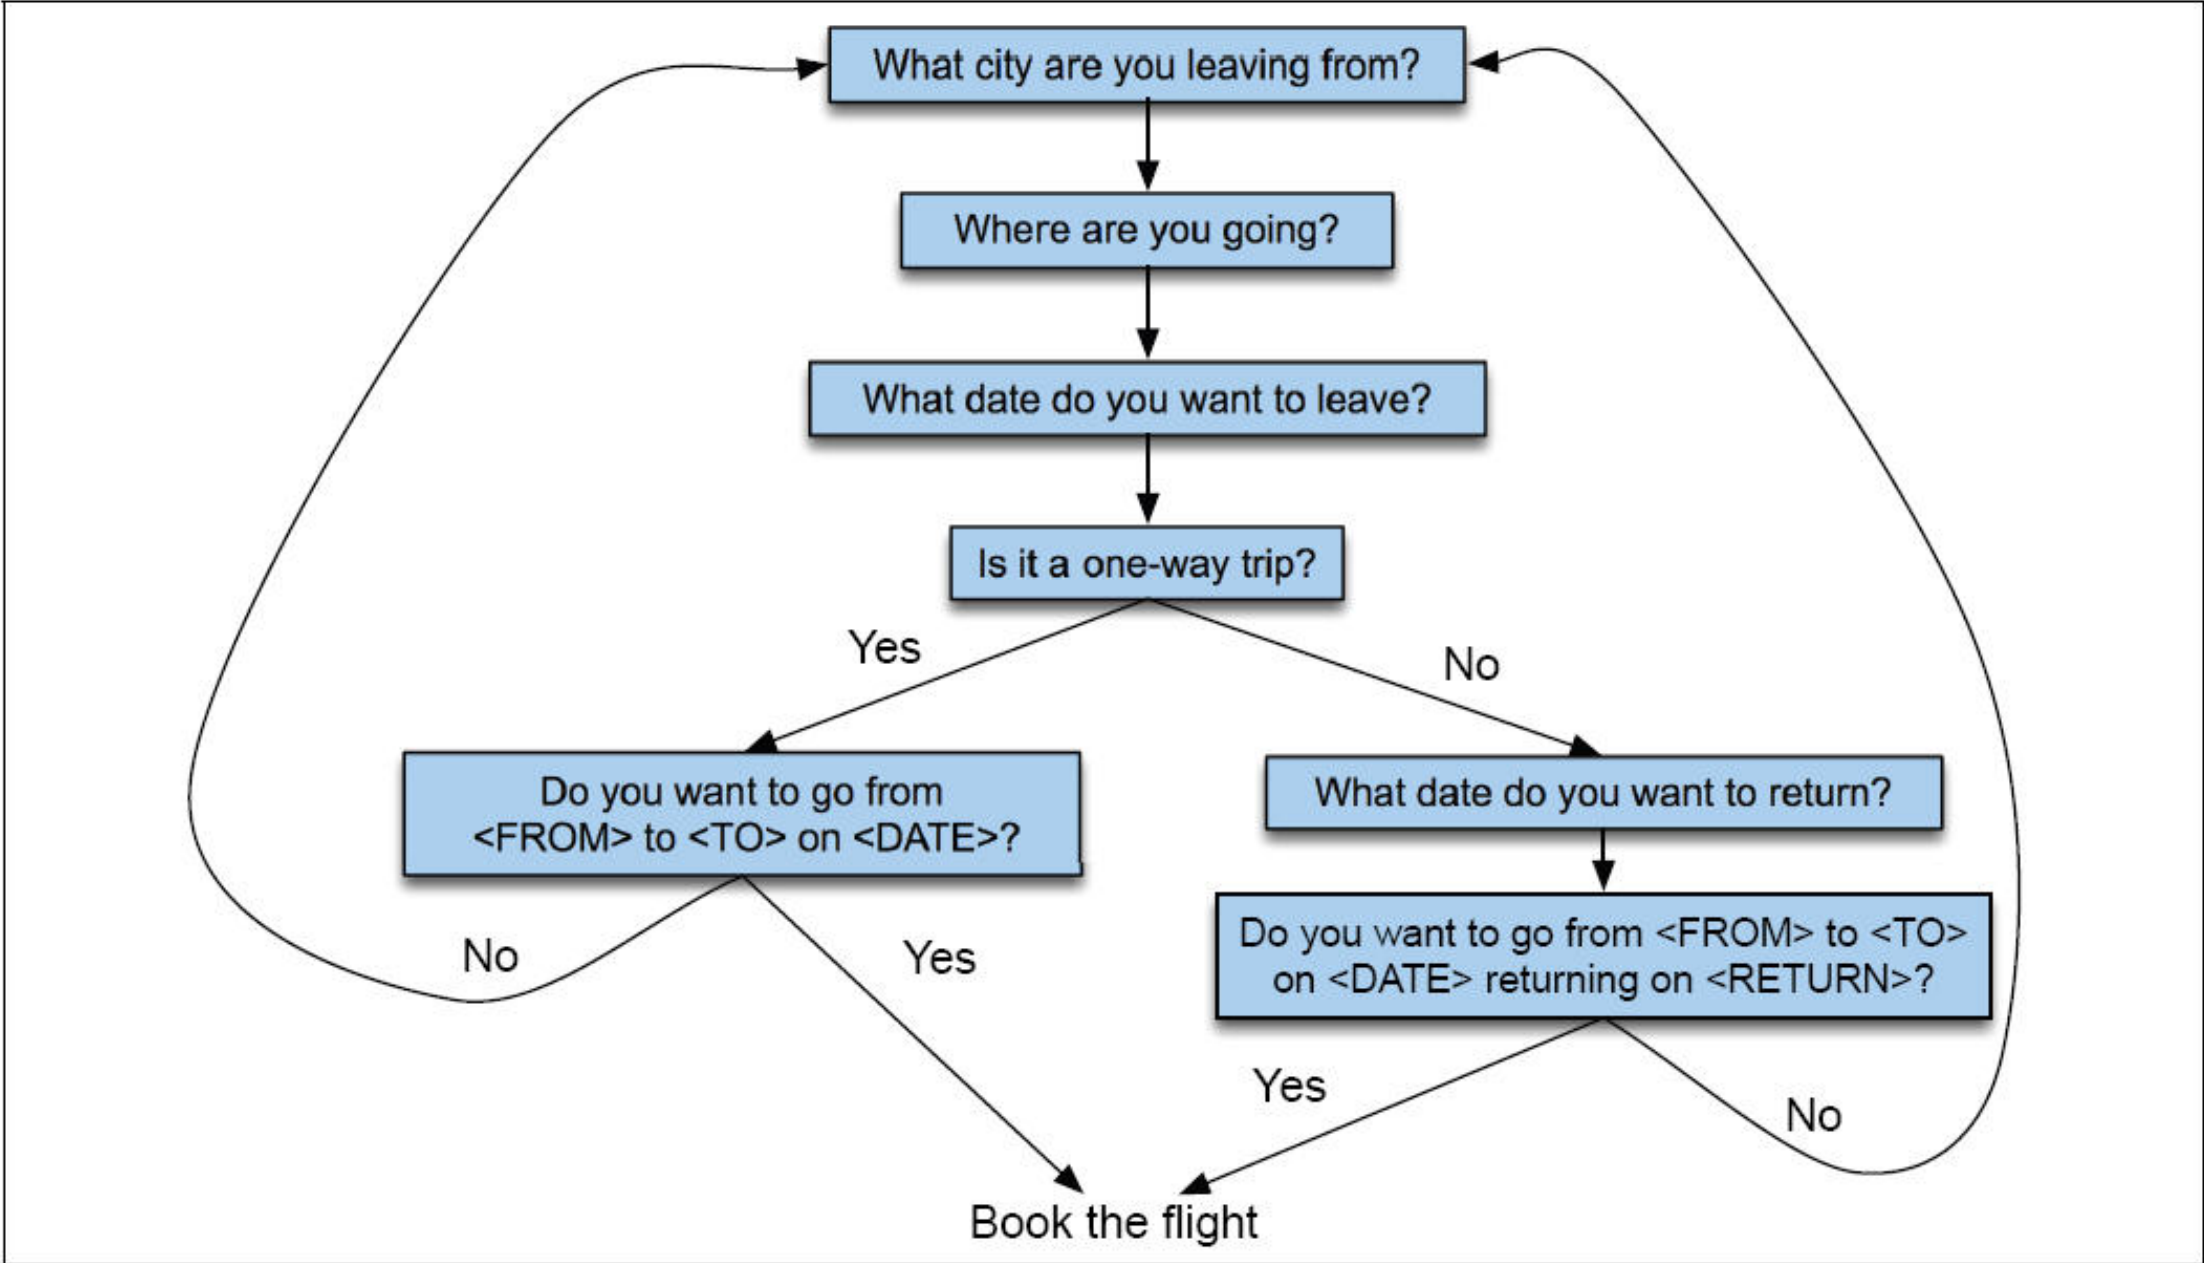 What city are you leaving from?
Where are you going?
What date do you want to leave?
Is it a one-way trip?
Yes
No
Do you want to go from
<FROM> to <TO> on <DATE>?
What date do you want to return?
Do you want to go from <FROM> to <TO>
on <DATE> returning on <RETURN>?
No
Yes
Yes
No
Book the flight